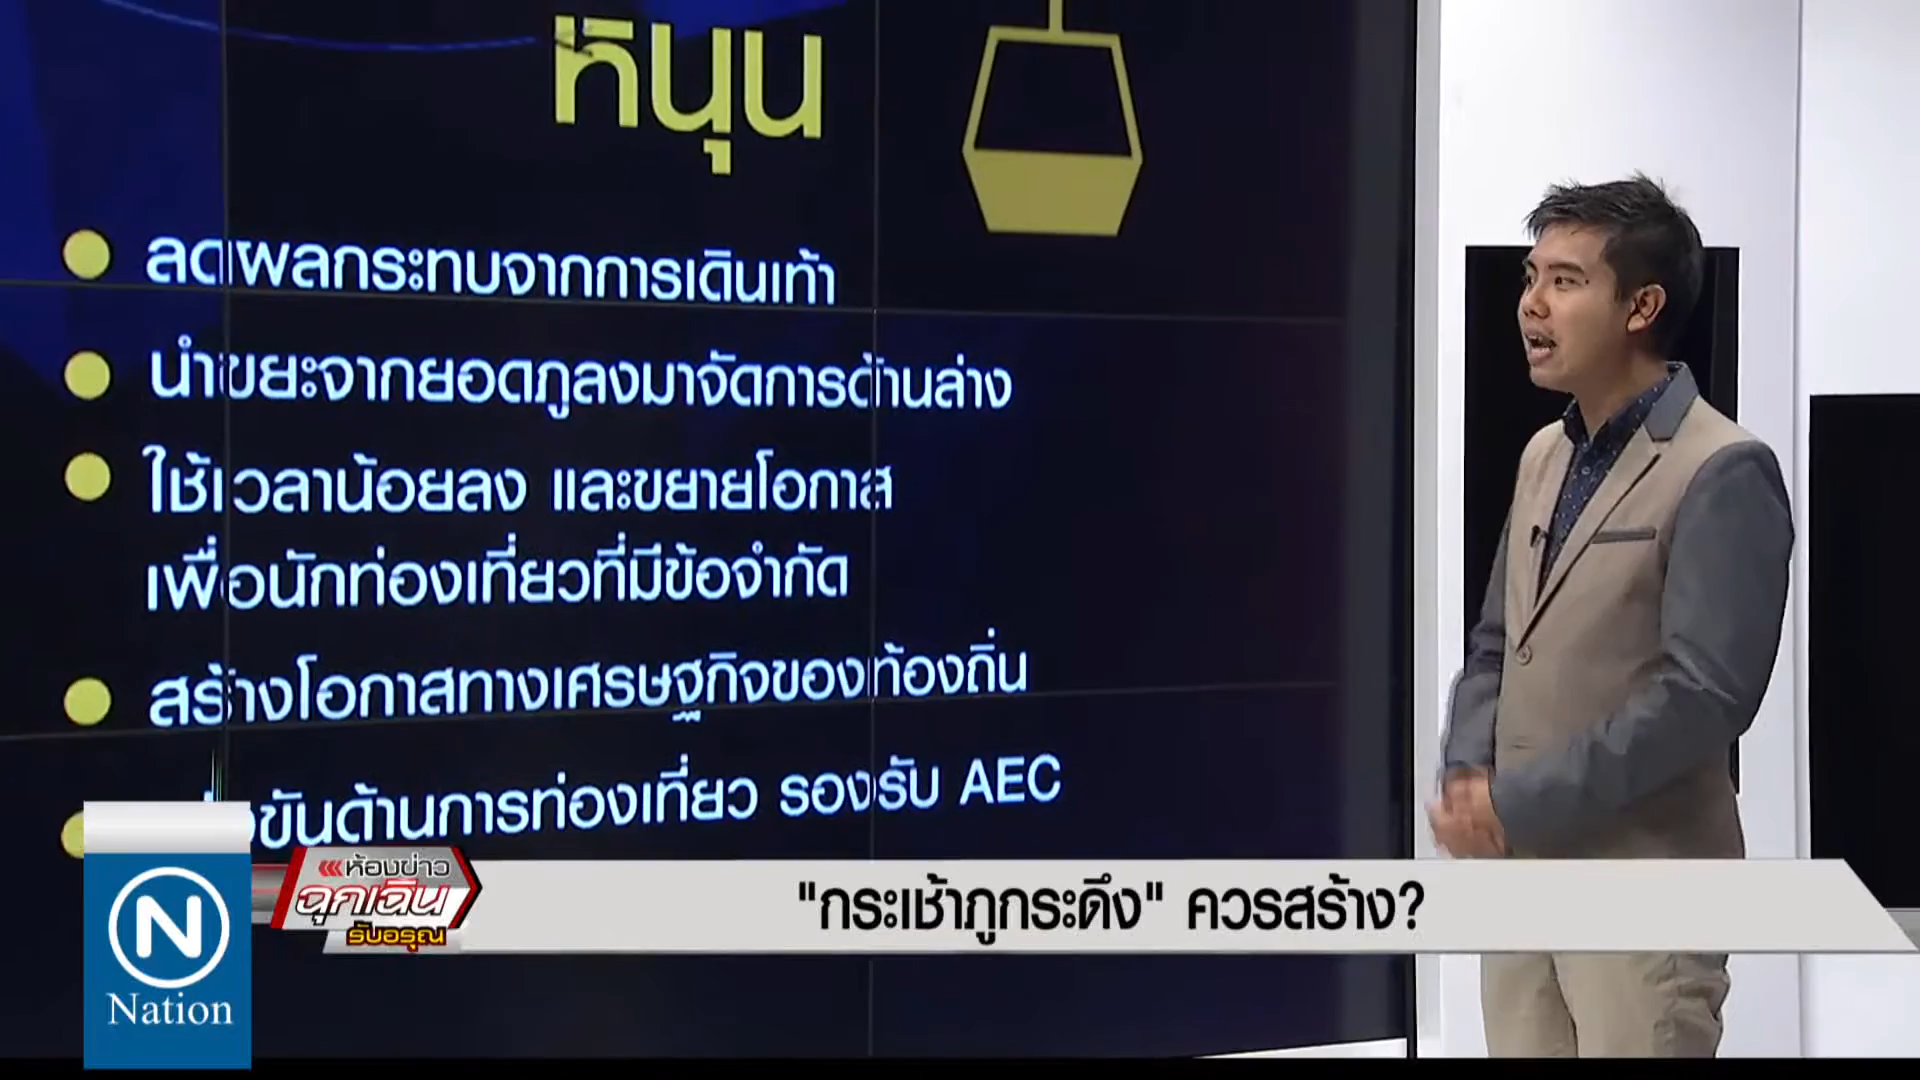 หนุน
ลดผลกระทบจากการเดินเท้า
นำขยะจากยอดภูลงมาจัดการด้านล่าง
ใช้เวลาน้อยลง และขยายโอกาส
เพื่อนักท่องเที่ยวที่มีข้อจำกัด
สร้างโอกาสทางเศรษฐกิจของท้องถิ่น
ขันด้านการท่องเที่ยว รองรับ AEC
ห้องข่าว
ฉุกเฉิน
รับอรุณ
"กระเช้าภูกระดึง" ควรสร้าง?
N
Nation